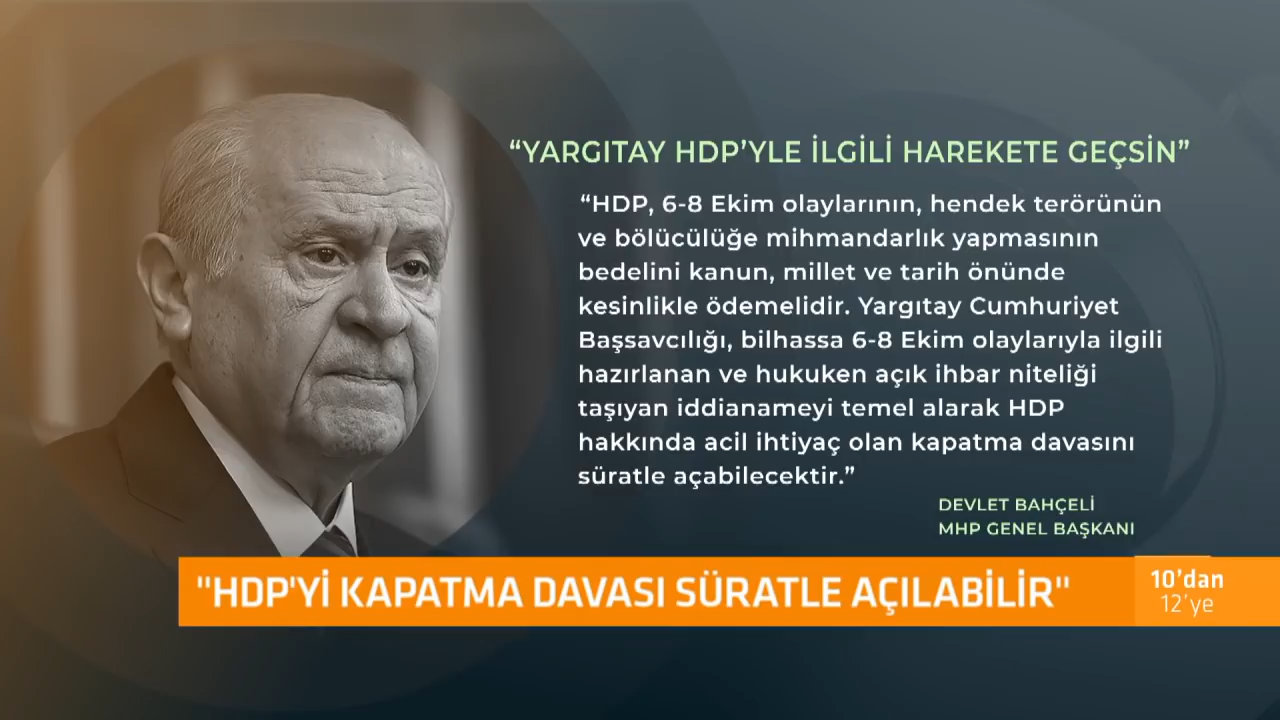 “YARGITAY HDP’YLE İLGİLİ HAREKETE GEÇSİN”
“HDP, 6-8 Ekim olaylarının, hendek terörünün
ve bölücülüğe mihmandarlık yapmasının
bedelini kanun, millet ve tarih önünde
kesinlikle ödemelidir. Yargıtay Cumhuriyet
Başsavcılığı, bilhassa 6-8 Ekim olaylarıyla ilgili
hazırlanan ve hukuken açık ihbar niteliği
taşıyan iddianameyi temel alarak HDP
hakkında acil ihtiyaç olan kapatma davasını
süratle açabilecektir.”
DEVLET BAHÇELİ
MHP GENEL BAŞKANI
"HDP'Yİ KAPATMA DAVASI SÜRATLE AÇILABİLİR"
10’dan
12’ye